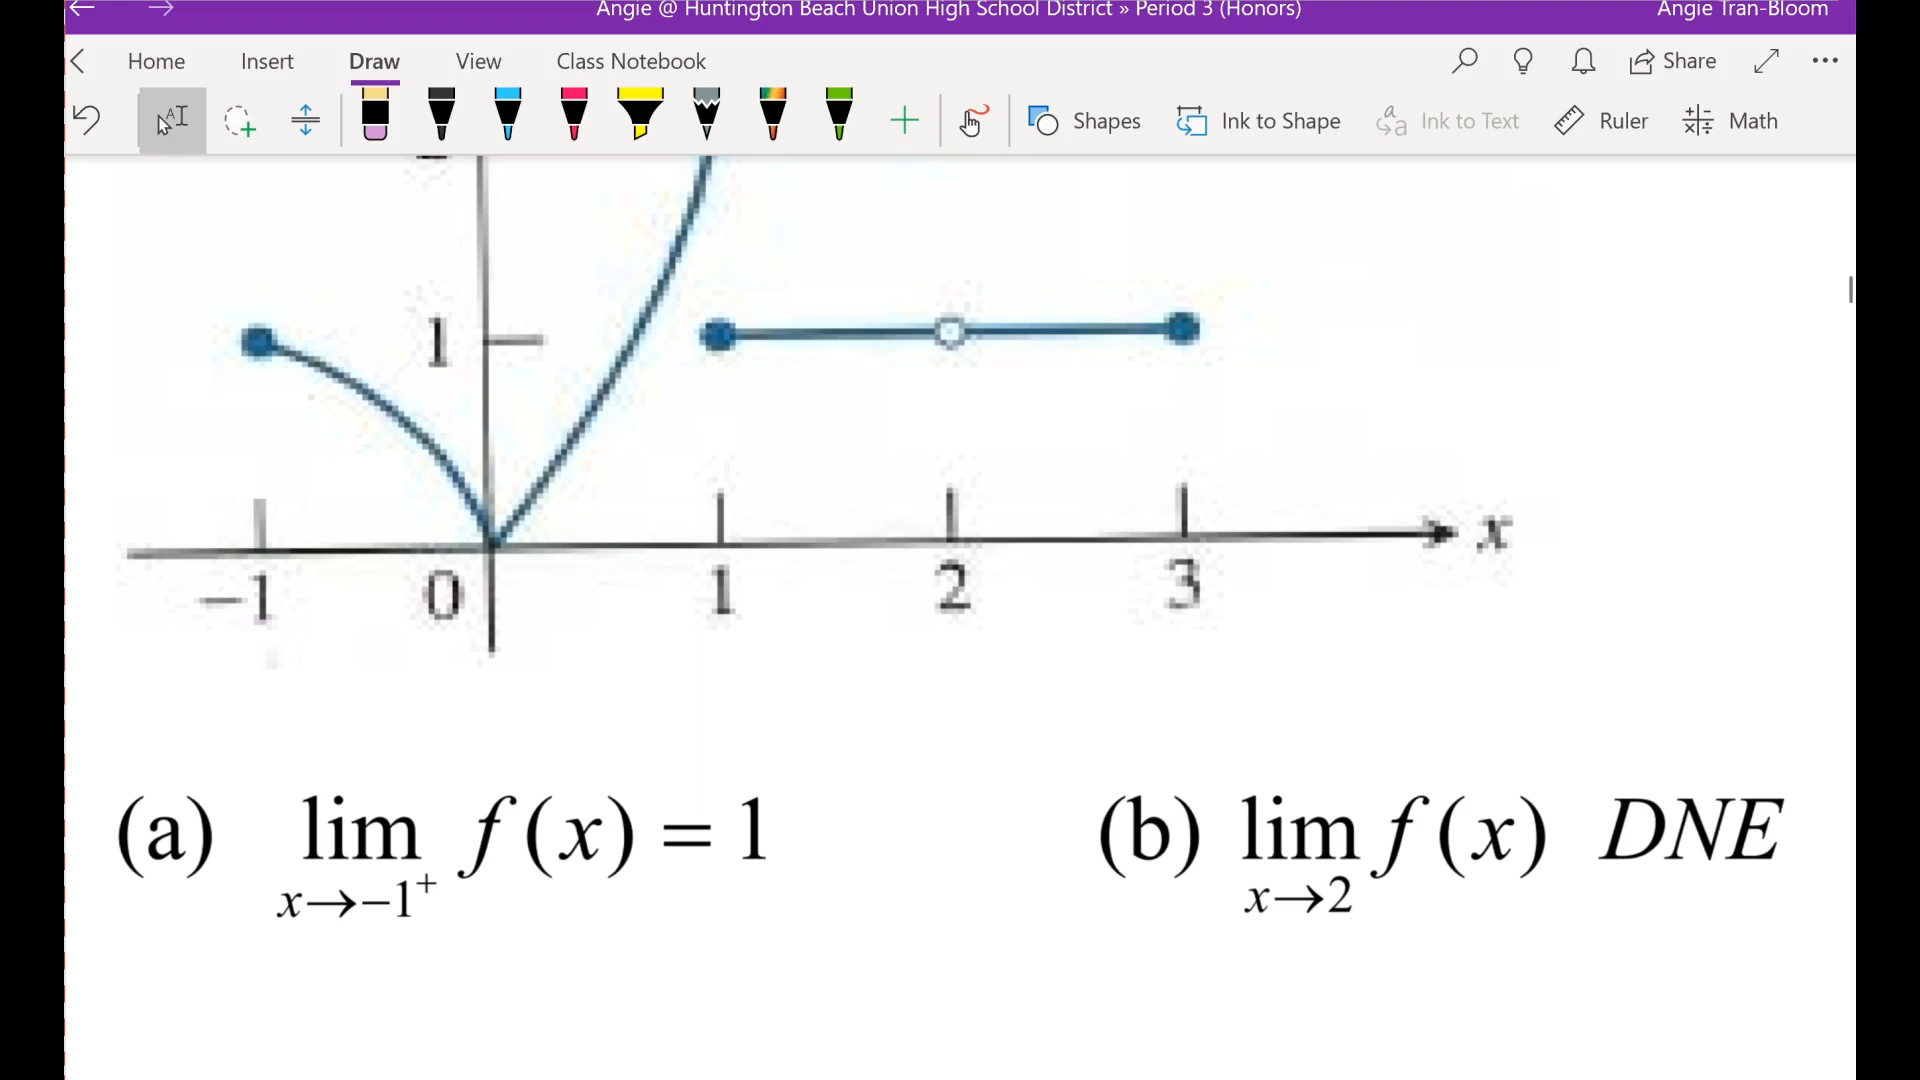 Angie @ Huntington Beach Union High School District » Period 3 (Honors) Angie Tran-Bloom
Home Insert Draw View Class Notebook Share
Shapes Ink to Shape Ink to Text Ruler Math
1
x
−1 0 1 2 3
(a) lim f(x) = 1 (b) lim f(x) DNE
x→−1⁺ x→2